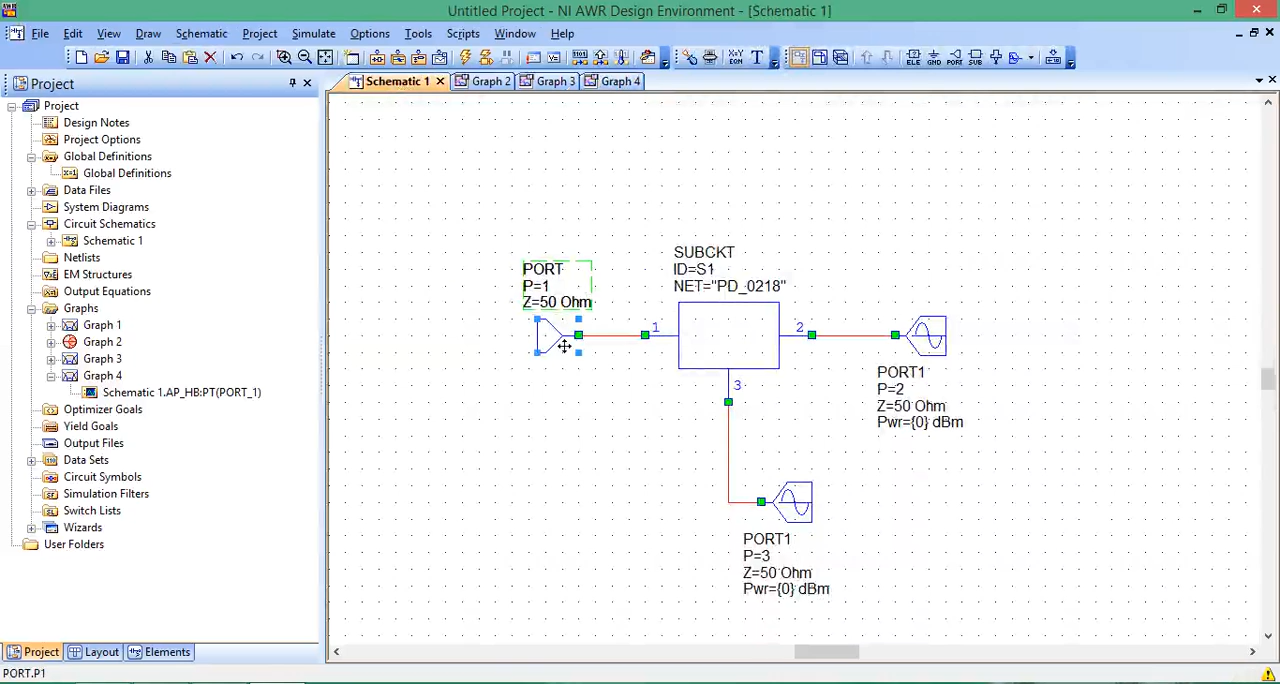 Untitled Project - NI AWR Design Environment - [Schematic 1]
File Edit View Draw Schematic Project Simulate Options Tools Scripts Window Help
Project
Schematic 1
Graph 2
Graph 3
Graph 4
Project
Design Notes
Project Options
Global Definitions
Global Definitions
Data Files
System Diagrams
Circuit Schematics
Schematic 1
Netlists
EM Structures
Output Equations
Graphs
Graph 1
Graph 2
Graph 3
Graph 4
Schematic 1.AP_HB:PT(PORT_1)
Optimizer Goals
Yield Goals
Output Files
Data Sets
Circuit Symbols
Simulation Filters
Switch Lists
Wizards
User Folders
PORT
P=1
Z=50 Ohm
SUBCKT
ID=S1
NET="PD_0218"
1
2
3
PORT1
P=2
Z=50 Ohm
Pwr={0} dBm
PORT1
P=3
Z=50 Ohm
Pwr={0} dBm
Project
Layout
Elements
PORT.P1